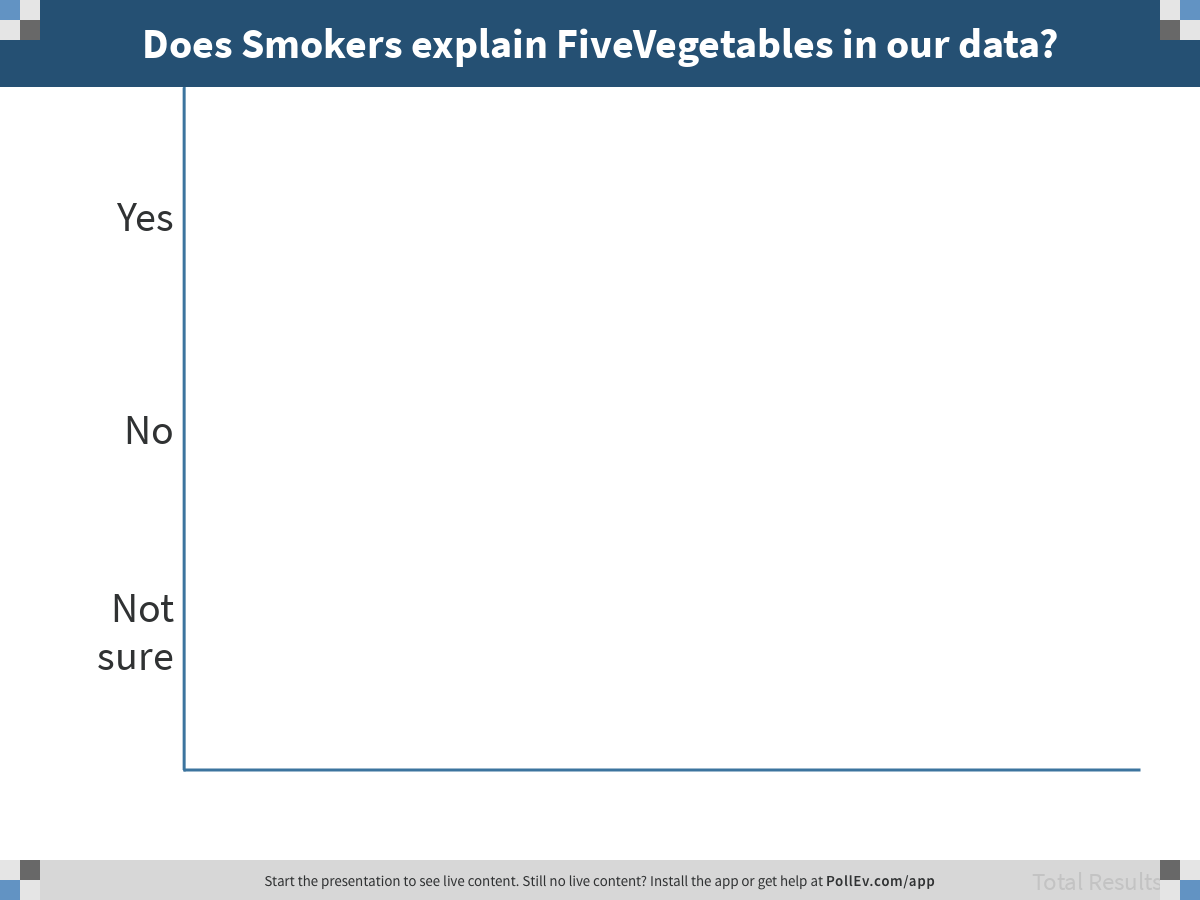 Does Smokers explain FiveVegetables in our data?
Yes
No
Not
sure
Start the presentation to see live content. Still no live content? Install the app or get help at PollEv.com/app
Total Results